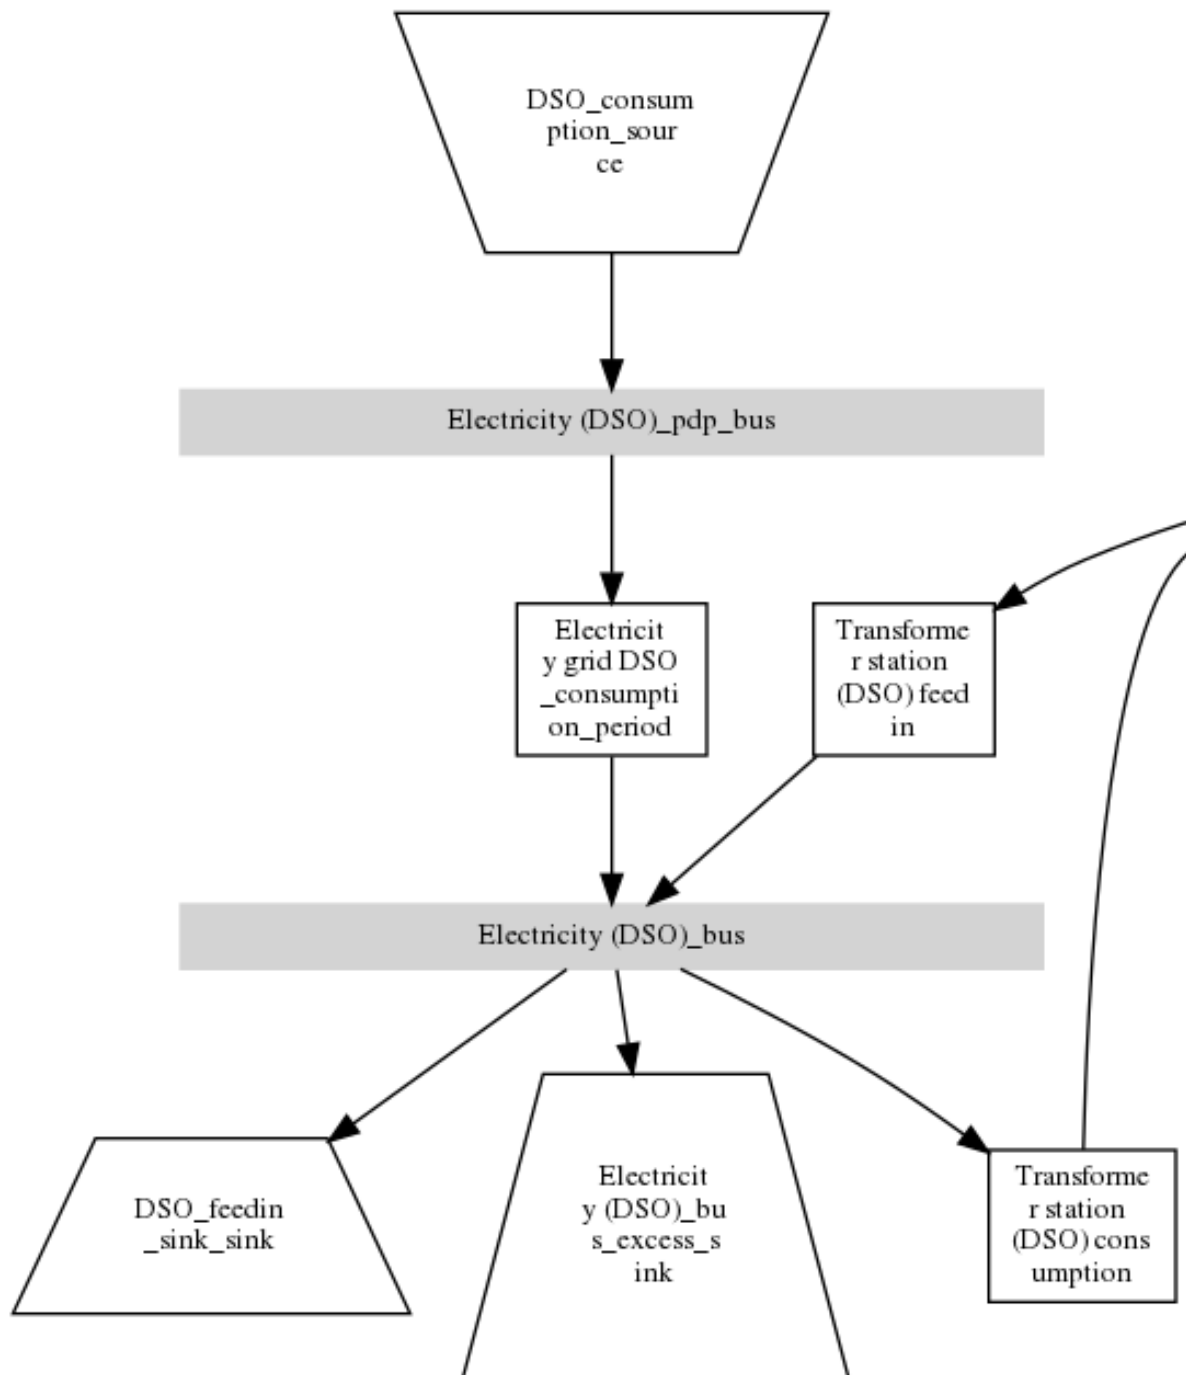 DSO_consum
ption_sour
ce
Electricity (DSO)_pdp_bus
Electricit
y grid DSO
_consumpti
on_period
Transforme
r station
(DSO) feed
in
Electricity (DSO)_bus
DSO_feedin
_sink_sink
Electricit
y (DSO)_bu
s_excess_s
ink
Transforme
r station
(DSO) cons
umption